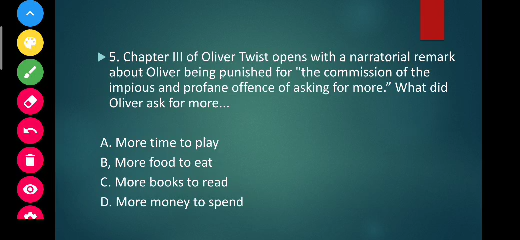 5. Chapter III of Oliver Twist opens with a narratorial remark
about Oliver being punished for "the commission of the
impious and profane offence of asking for more.” What did
Oliver ask for more...
A. More time to play
B, More food to eat
C. More books to read
D. More money to spend